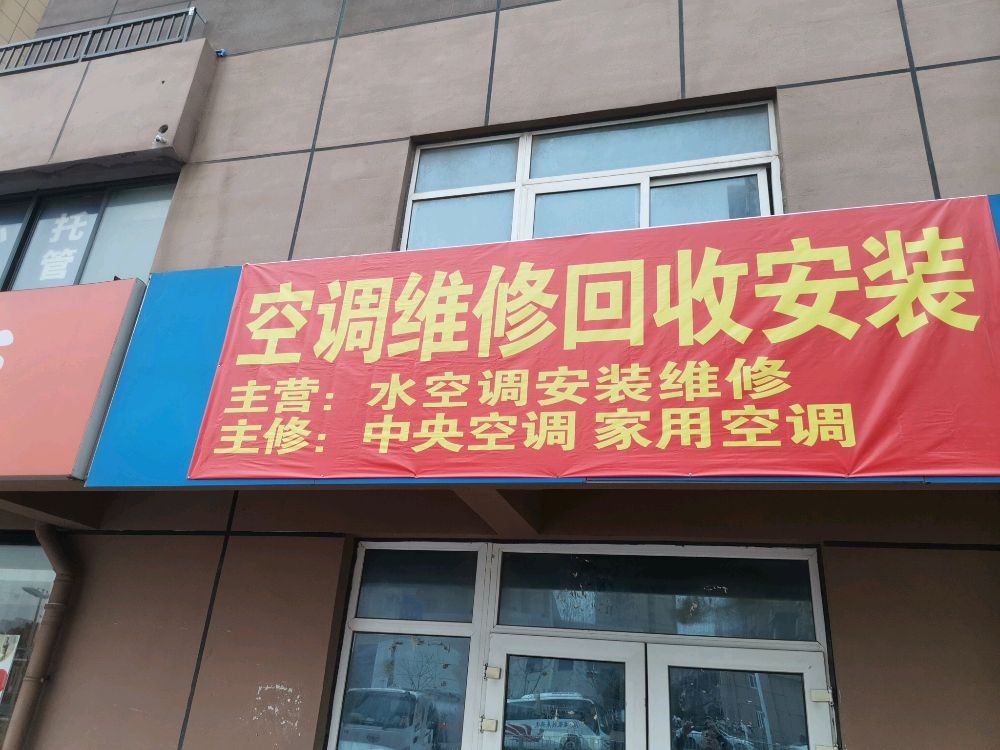 托管
空调维修回收安装
主营：水空调安装维修
主修：中央空调 家用空调